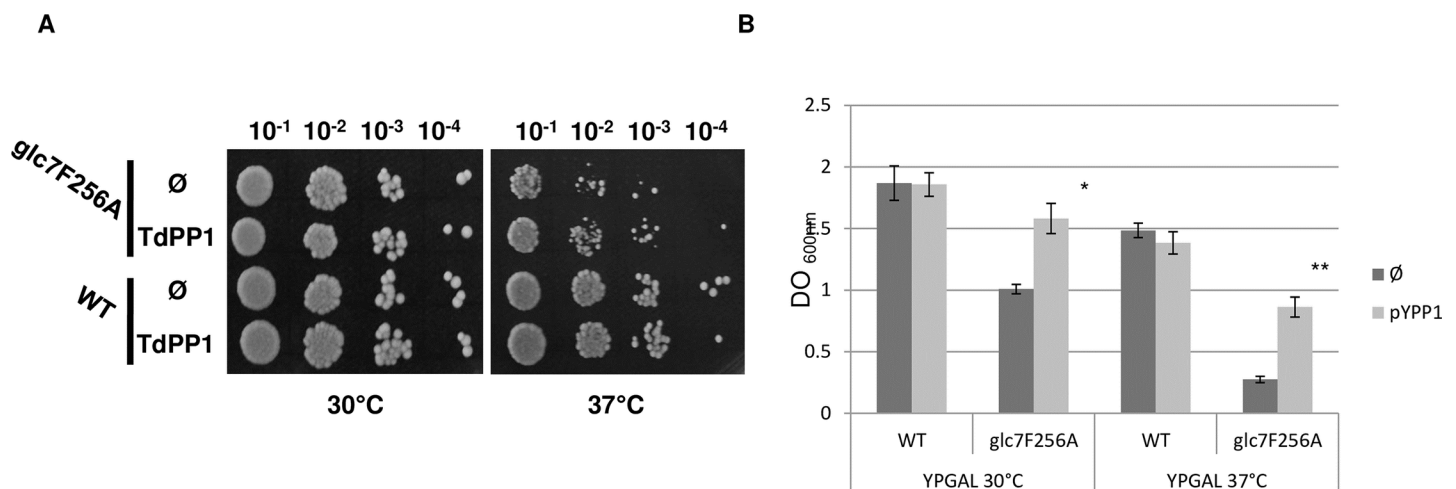 A
B
10-1 10-2 10-3 10-4
10-1 10-2 10-3 10-4
glc7F256A
Ø
TdPP1
WT
Ø
TdPP1
30°C
37°C
DO 600nm
2.5
2
1.5
1
0.5
0
*
**
WT
glc7F256A
WT
glc7F256A
YPGAL 30°C
YPGAL 37°C
Ø
pYPP1